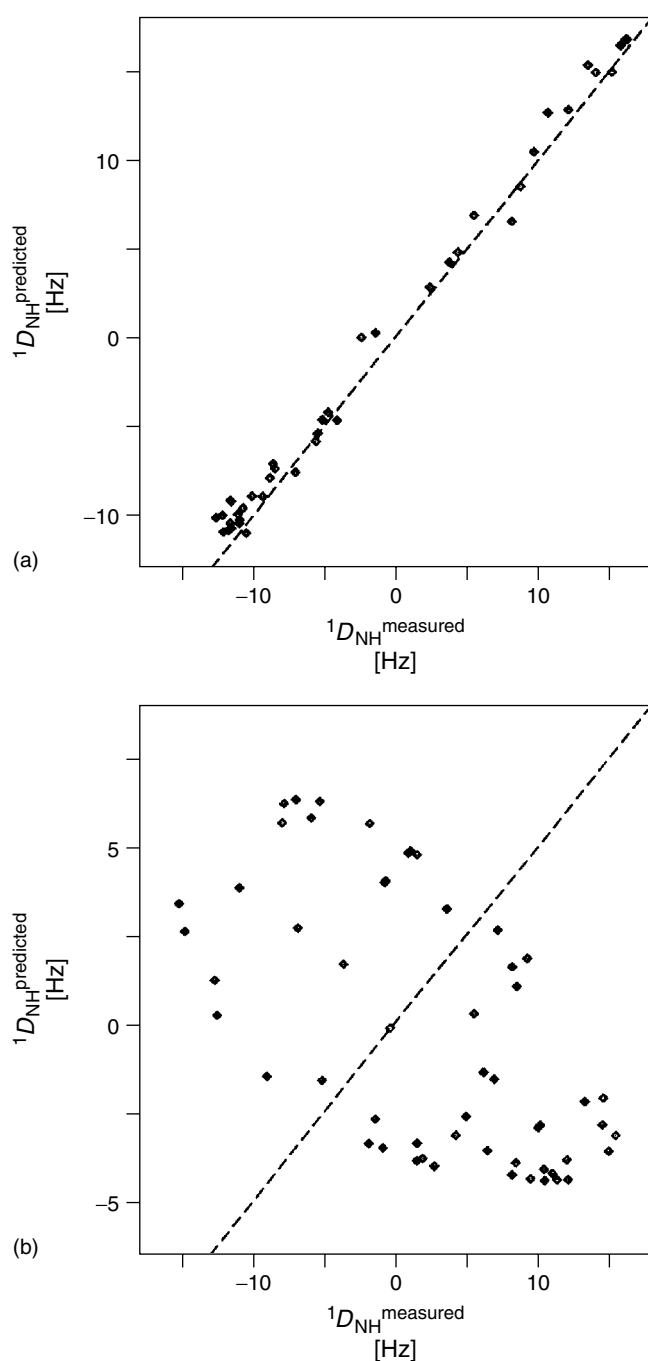 10
0
−10
¹D_NH^predicted
[Hz]
(a)
−10 0 10
¹D_NH^measured
[Hz]
5
0
−5
¹D_NH^predicted
[Hz]
(b)
−10 0 10
¹D_NH^measured
[Hz]